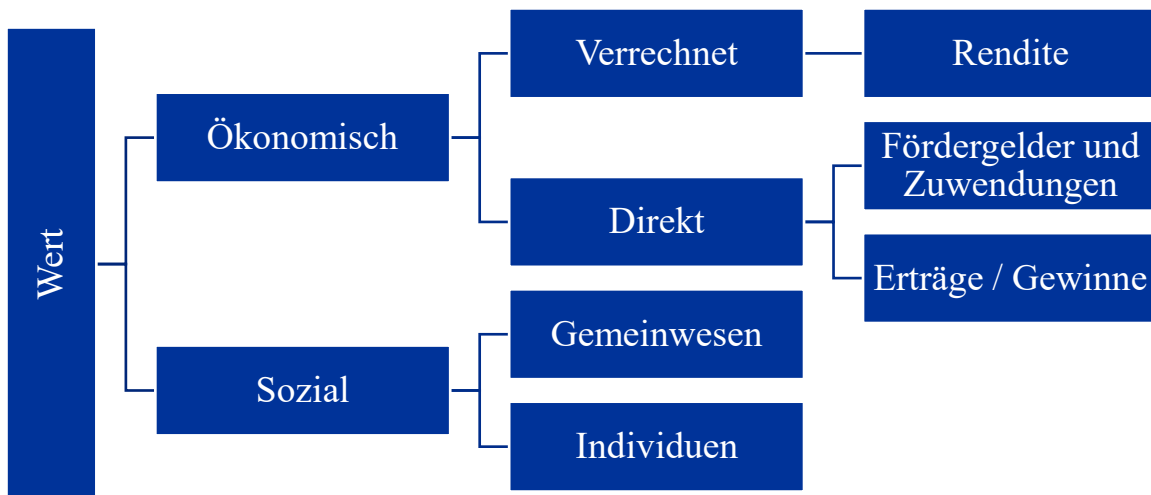 Wert
Ökonomisch
Verrechnet
Rendite
Direkt
Fördergelder und
Zuwendungen
Erträge / Gewinne
Sozial
Gemeinwesen
Individuen